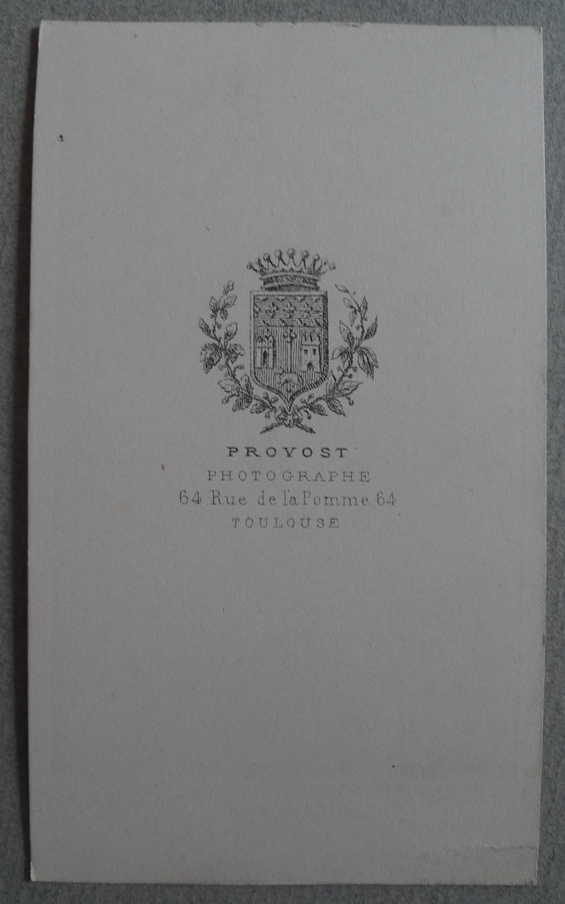 PROVOST
PHOTOGRAPHE
64 Rue de la Pomme 64
TOULOUSE